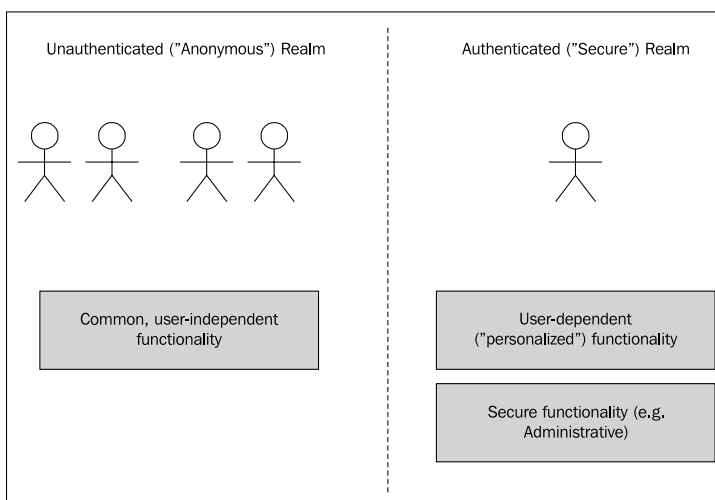 Unauthenticated ("Anonymous") Realm
Authenticated ("Secure") Realm
Common, user-independent
functionality
User-dependent
("personalized") functionality
Secure functionality (e.g.
Administrative)